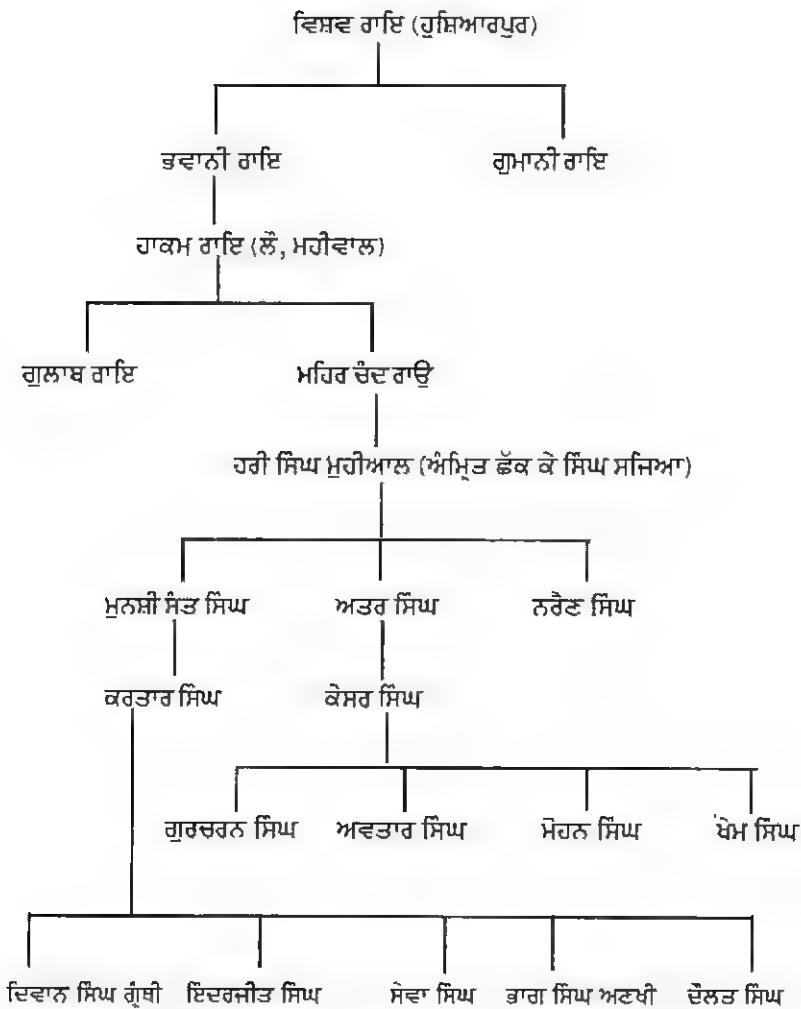 ਵਿਸ਼ਵ ਰਾਇ (ਹੁਸ਼ਿਆਰਪੁਰ)
ਭਵਾਨੀ ਰਾਇ ਗੁਮਾਨੀ ਰਾਇ
ਹਾਕਮ ਰਾਇ (ਲੌ, ਮਹੀਵਾਲ)
ਗੁਲਾਬ ਰਾਇ ਮਹਿਰ ਚੰਦ ਰਾਉ
ਹਰੀ ਸਿੰਘ ਮੁਹੀਆਲ (ਅੰਮ੍ਰਿਤ ਛੱਕ ਕੇ ਸਿੰਘ ਸਜਿਆ)
ਮੁਨਸ਼ੀ ਸੰਤ ਸਿੰਘ ਅਤਰ ਸਿੰਘ ਨਰੈਣ ਸਿੰਘ
ਕਰਤਾਰ ਸਿੰਘ ਕੇਸਰ ਸਿੰਘ
ਗੁਰਚਰਨ ਸਿੰਘ ਅਵਤਾਰ ਸਿੰਘ ਮੋਹਨ ਸਿੰਘ ਖੇਮ ਸਿੰਘ
ਦਿਵਾਨ ਸਿੰਘ ਗ੍ਰੰਥੀ ਇੰਦਰਜੀਤ ਸਿੰਘ ਸੇਵਾ ਸਿੰਘ ਭਾਗ ਸਿੰਘ ਅਣਖੀ ਦੌਲਤ ਸਿੰਘ